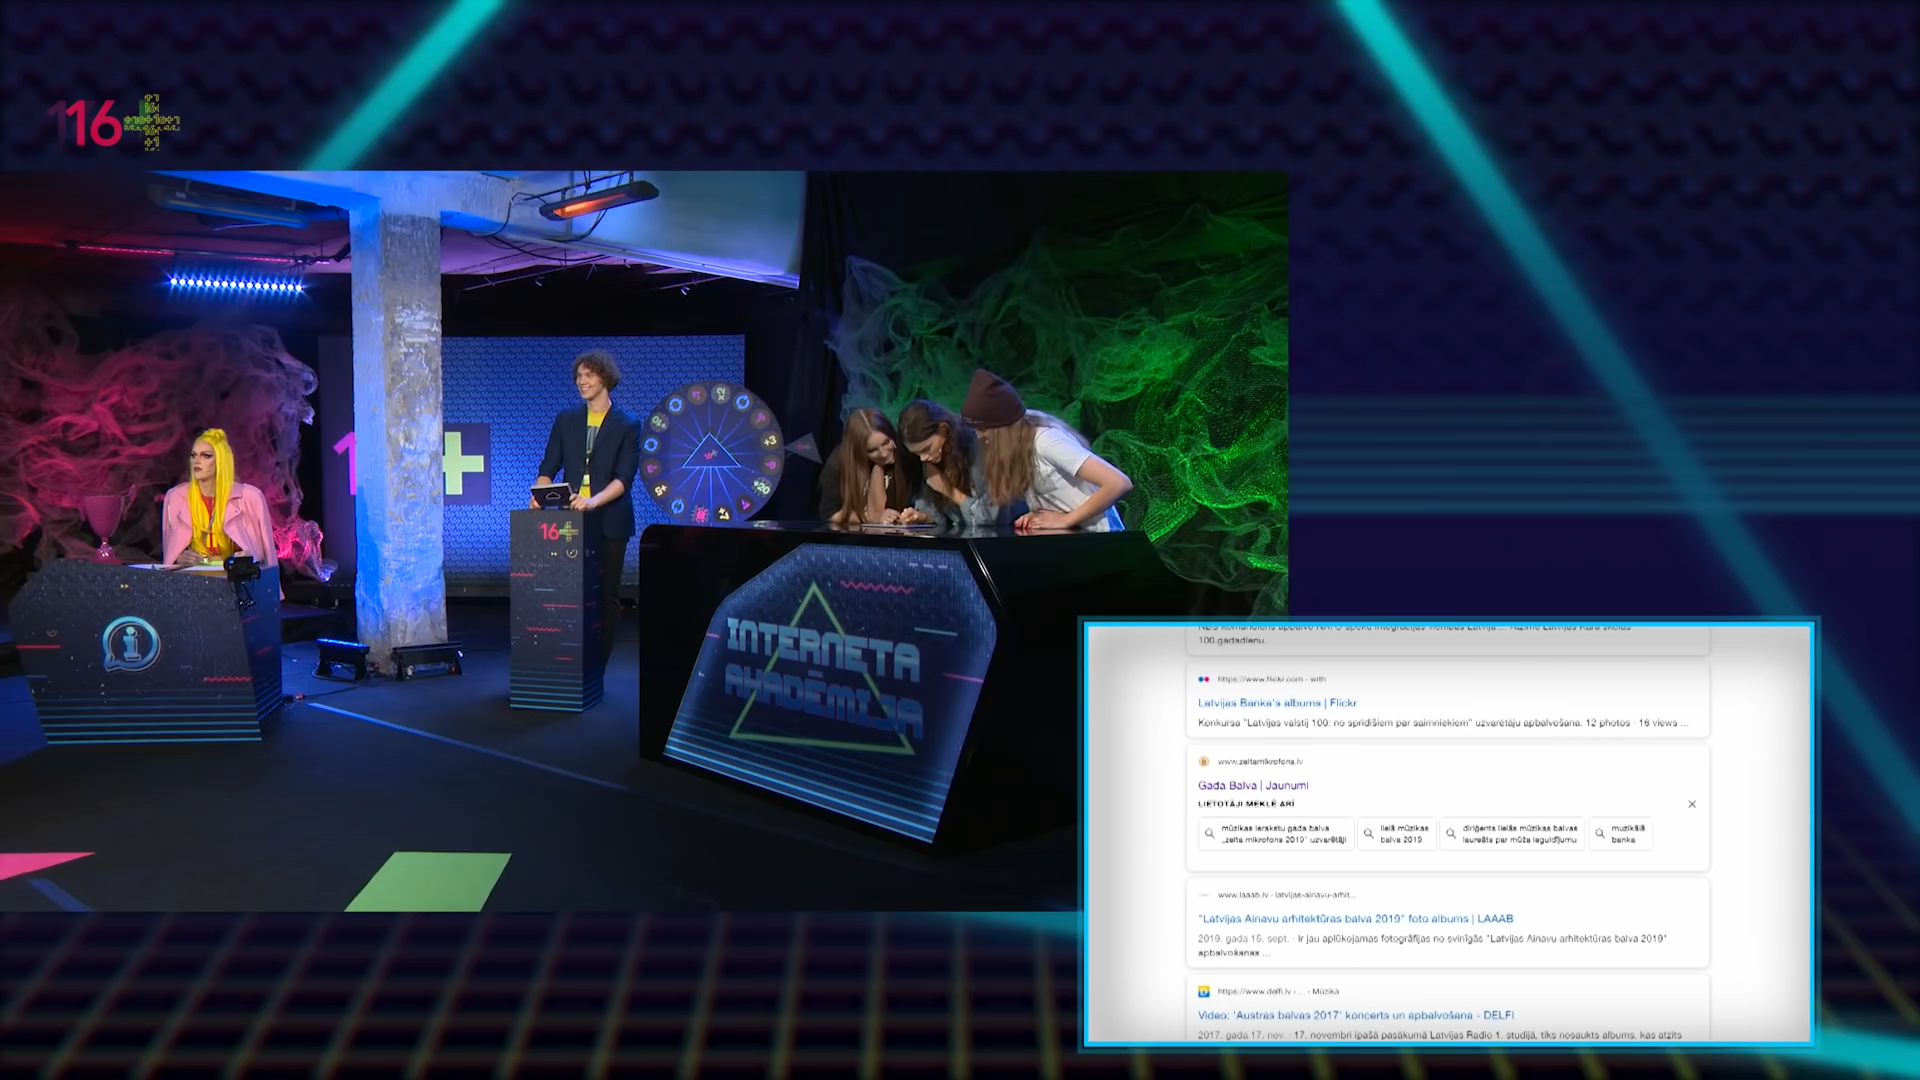 16+
16+
INTERNETA
AKADĒMIJA
100.gadadienu.
https://www.flickr.com › with
Latvijas Banka's albums | Flickr
Konkursa "Latvijas valstij 100: no sprīdīšiem par saimniekiem" uzvarētāju apbalvošana. 12 photos · 16 views ...
www.zeltamikrofons.lv
Gada Balva | Jaunumi
LIETOTĀJI MEKLĒ ARĪ
mūzikas ierakstu gada balva
„zelta mikrofons 2019" uzvarētāji
lielā mūzikas
balva 2019
diriģents lielās mūzikas balvas
laureāts par mūža ieguldījumu
muzikālā
banka
www.laaab.lv › latvijas-ainavu-arhit...
"Latvijas Ainavu arhitektūras balva 2019" foto albums | LAAAB
2019. gada 15. sept. · Ir jau aplūkojamas fotogrāfijas no svinīgās "Latvijas Ainavu arhitektūras balva 2019"
apbalvošanas ...
https://www.delfi.lv › ... › Mūzika
Video: 'Austras balvas 2017' koncerts un apbalvošana - DELFI
2017. gada 17. nov. · 17. novembrī īpašā pasākumā Latvijas Radio 1. studijā, tiks nosaukts albums, kas atzīts